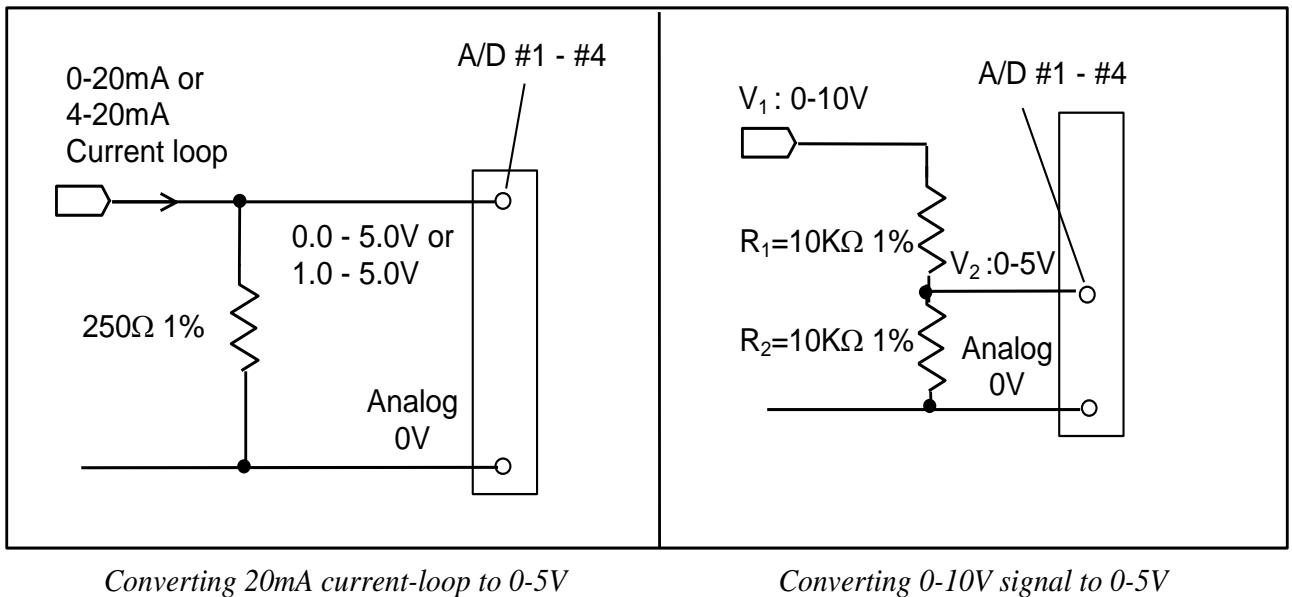 0-20mA or
4-20mA
Current loop
A/D #1 - #4
0.0 - 5.0V or
1.0 - 5.0V
250Ω 1%
Analog
0V
A/D #1 - #4
V₁ : 0-10V
R₁=10KΩ 1%
V₂ :0-5V
R₂=10KΩ 1%
Analog
0V
Converting 20mA current-loop to 0-5V
Converting 0-10V signal to 0-5V